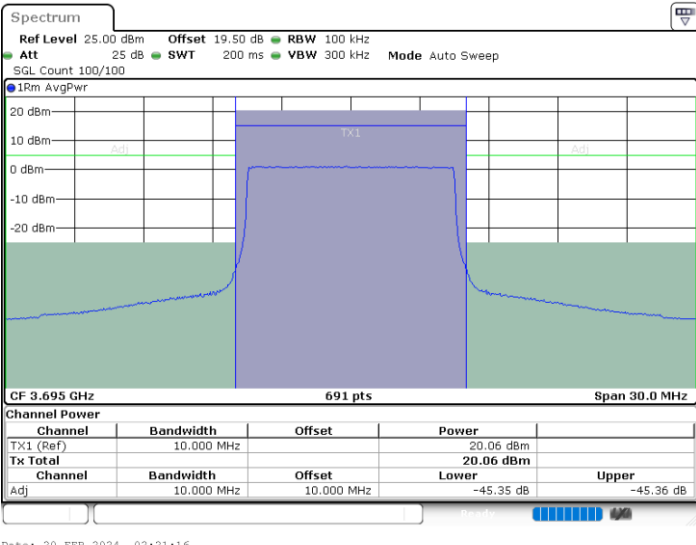 Spectrum
Ref Level 25.00 dBm Offset 19.50 dB RBW 100 kHz
Att 25 dB SWT 200 ms VBW 300 kHz Mode Auto Sweep
SGL Count 100/100
1Rm AvgPwr
20 dBm
TX1
10 dBm
Adj Adj
0 dBm
-10 dBm
-20 dBm
CF 3.695 GHz 691 pts Span 30.0 MHz
Channel Power
Channel Bandwidth Offset Power
TX1 (Ref) 10.000 MHz 20.06 dBm
Tx Total 20.06 dBm
Channel Bandwidth Offset Lower Upper
Adj 10.000 MHz 10.000 MHz -45.35 dB -45.36 dB
Ready